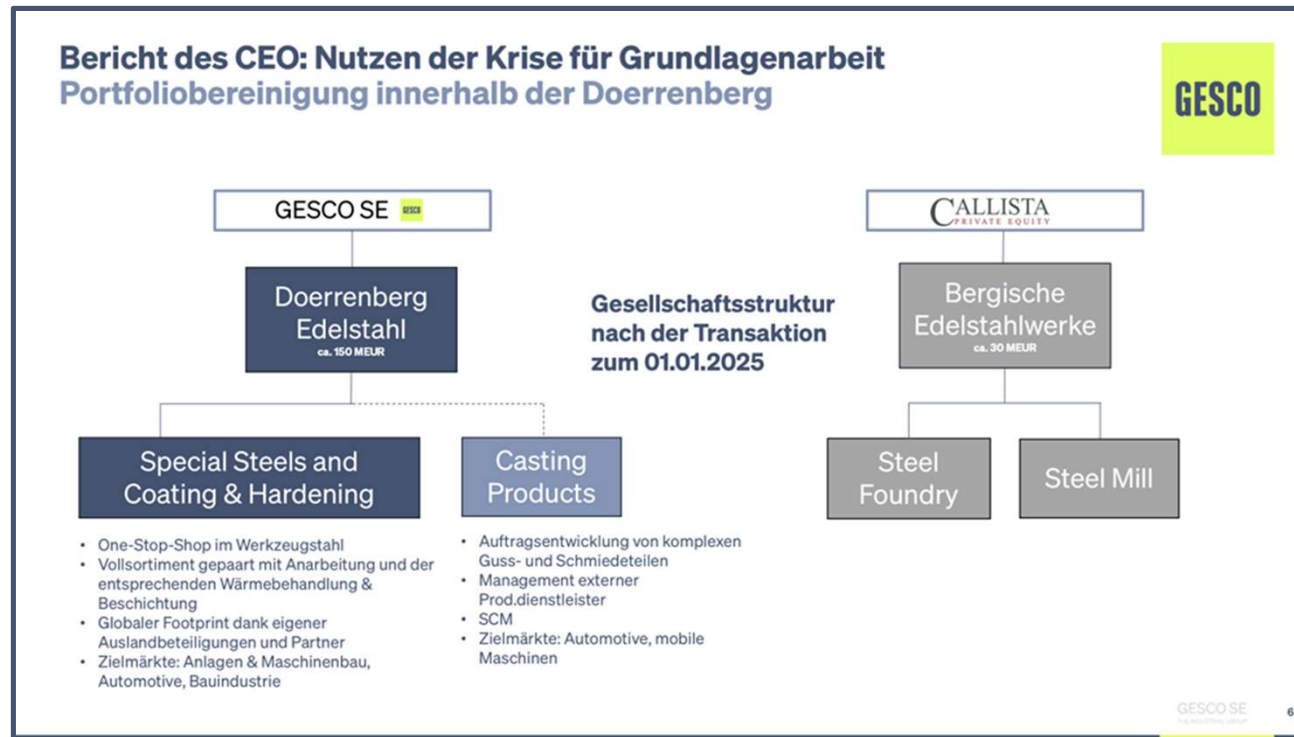 Bericht des CEO: Nutzen der Krise für Grundlagenarbeit
Portfoliobereinigung innerhalb der Doerrenberg
GESCO
GESCO SE GESCO
CALLISTA
PRIVATE EQUITY
Doerrenberg
Edelstahl
ca. 150 MEUR
Gesellschaftsstruktur
nach der Transaktion
zum 01.01.2025
Bergische
Edelstahlwerke
ca. 30 MEUR
Special Steels and
Coating & Hardening
Casting
Products
Steel
Foundry
Steel Mill
• One-Stop-Shop im Werkzeugstahl
• Vollsortiment gepaart mit Anarbeitung und der
entsprechenden Wärmebehandlung &
Beschichtung
• Globaler Footprint dank eigener
Auslandbeteiligungen und Partner
• Zielmärkte: Anlagen & Maschinenbau,
Automotive, Bauindustrie
• Auftragsentwicklung von komplexen
Guss- und Schmiedeteilen
• Management externer
Prod.dienstleister
• SCM
• Zielmärkte: Automotive, mobile
Maschinen
GESCO SE
THE INDUSTRIAL GROUP
6